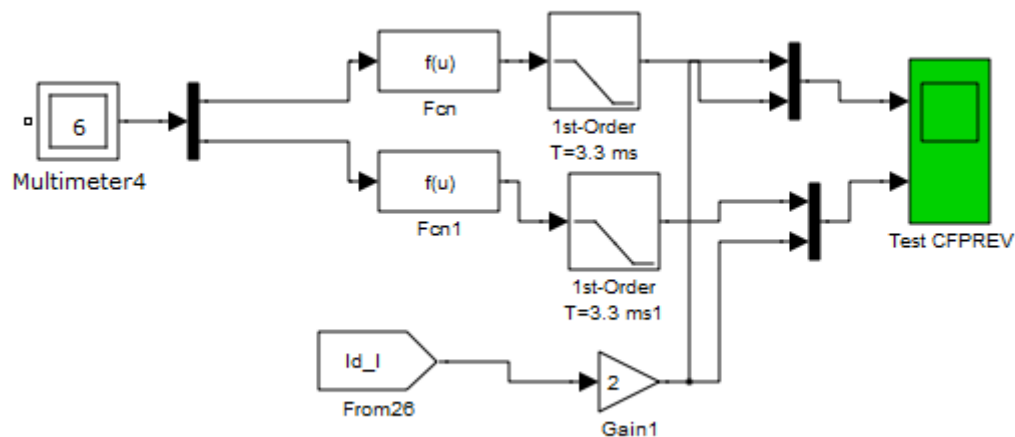 6
Multimeter4
f(u)
Fcn
1st-Order
T=3.3 ms
f(u)
Fcn1
1st-Order
T=3.3 ms1
Test CFPREV
Id_I
From26
2
Gain1